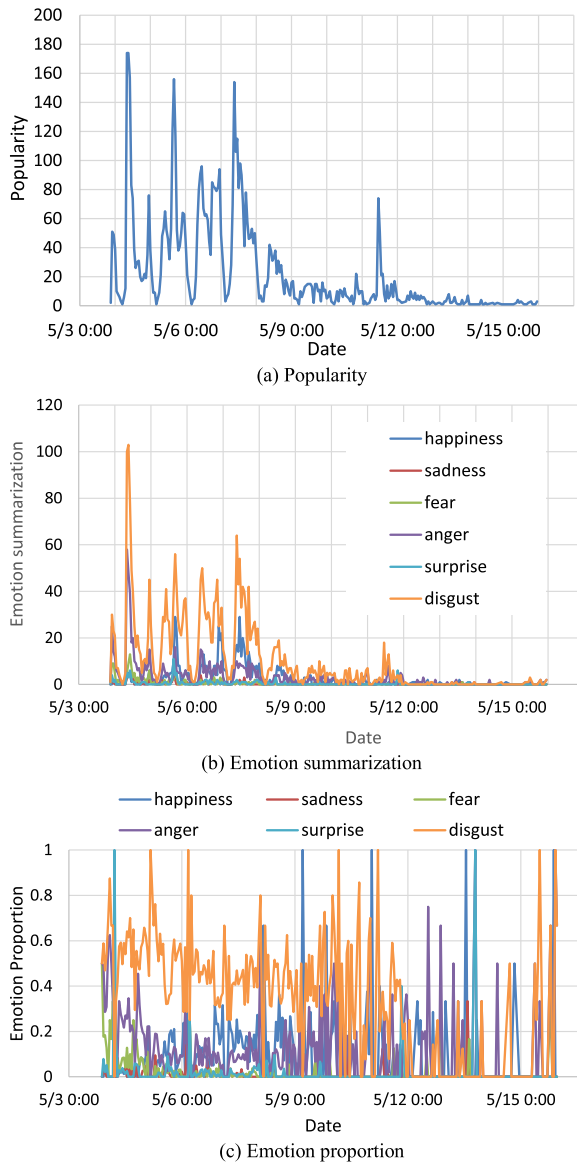 200
180
160
140
120
100
80
60
40
20
0
Popularity
5/3 0:00 5/6 0:00 5/9 0:00 5/12 0:00 5/15 0:00
Date
(a) Popularity
120
100
80
60
40
20
0
Emotion summarization
happiness
sadness
fear
anger
surprise
disgust
5/3 0:00 5/6 0:00 5/9 0:00 5/12 0:00 5/15 0:00
Date
(b) Emotion summarization
happiness sadness fear
anger surprise disgust
1
0.8
0.6
0.4
0.2
0
Emotion Proportion
5/3 0:00 5/6 0:00 5/9 0:00 5/12 0:00 5/15 0:00
Date
(c) Emotion proportion